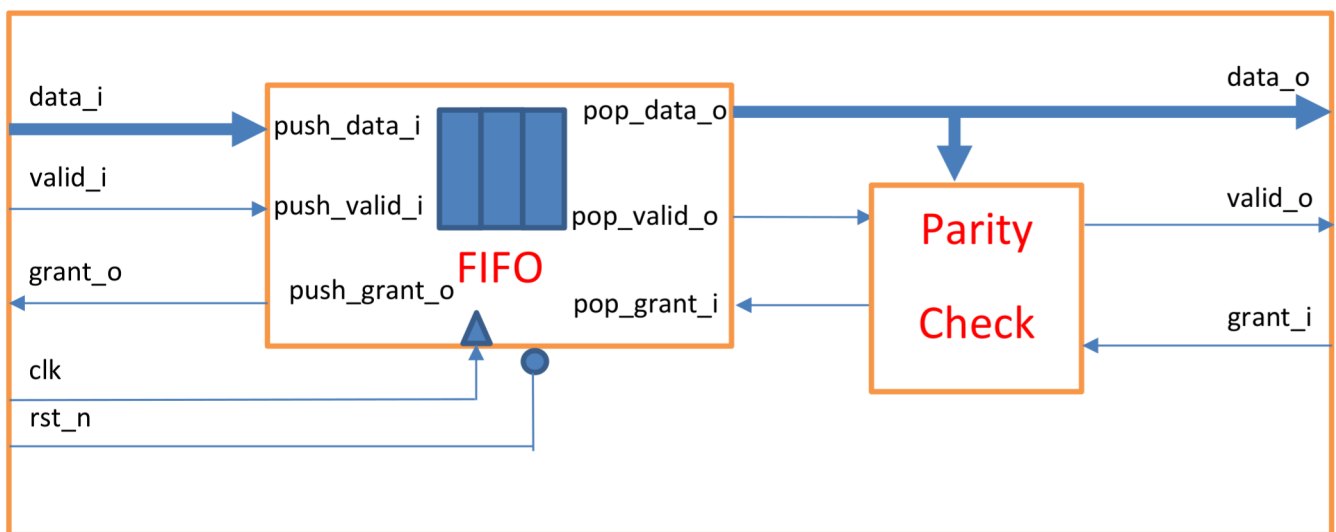 data_i
valid_i
grant_o
clk
rst_n
push_data_i
push_valid_i
push_grant_o
FIFO
pop_data_o
pop_valid_o
pop_grant_i
Parity
Check
data_o
valid_o
grant_i